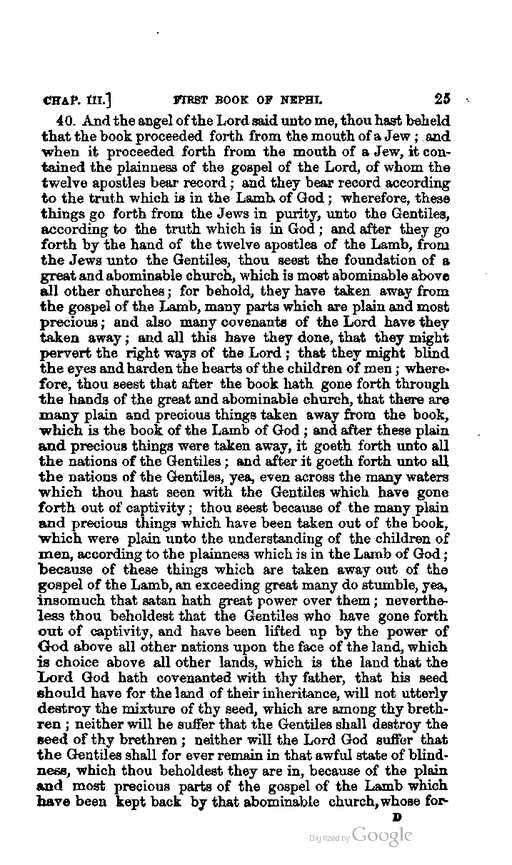 CHAP. III.] FIRST BOOK OF NEPHI. 25
40. And the angel of the Lord said unto me, thou hast beheld
that the book proceeded forth from the mouth of a Jew; and
when it proceeded forth from the mouth of a Jew, it con-
tained the plainness of the gospel of the Lord, of whom the
twelve apostles bear record; and they bear record according
to the truth which is in the Lamb of God; wherefore, these
things go forth from the Jews in purity, unto the Gentiles,
according to the truth which is in God; and after they go
forth by the hand of the twelve apostles of the Lamb, from
the Jews unto the Gentiles, thou seest the foundation of a
great and abominable church, which is most abominable above
all other churches; for behold, they have taken away from
the gospel of the Lamb, many parts which are plain and most
precious; and also many covenants of the Lord have they
taken away; and all this have they done, that they might
pervert the right ways of the Lord; that they might blind
the eyes and harden the hearts of the children of men; where-
fore, thou seest that after the book hath gone forth through
the hands of the great and abominable church, that there are
many plain and precious things taken away from the book,
which is the book of the Lamb of God; and after these plain
and precious things were taken away, it goeth forth unto all
the nations of the Gentiles; and after it goeth forth unto all
the nations of the Gentiles, yea, even across the many waters
which thou hast seen with the Gentiles which have gone
forth out of captivity; thou seest because of the many plain
and precious things which have been taken out of the book,
which were plain unto the understanding of the children of
men, according to the plainness which is in the Lamb of God;
because of these things which are taken away out of the
gospel of the Lamb, an exceeding great many do stumble, yea,
insomuch that satan hath great power over them; neverthe-
less thou beholdest that the Gentiles who have gone forth
out of captivity, and have been lifted up by the power of
God above all other nations upon the face of the land, which
is choice above all other lands, which is the land that the
Lord God hath covenanted with thy father, that his seed
should have for the land of their inheritance, will not utterly
destroy the mixture of thy seed, which are among thy breth-
ren; neither will he suffer that the Gentiles shall destroy the
seed of thy brethren; neither will the Lord God suffer that
the Gentiles shall for ever remain in that awful state of blind-
ness, which thou beholdest they are in, because of the plain
and most precious parts of the gospel of the Lamb which
have been kept back by that abominable church, whose for-
D
Digitized by Google